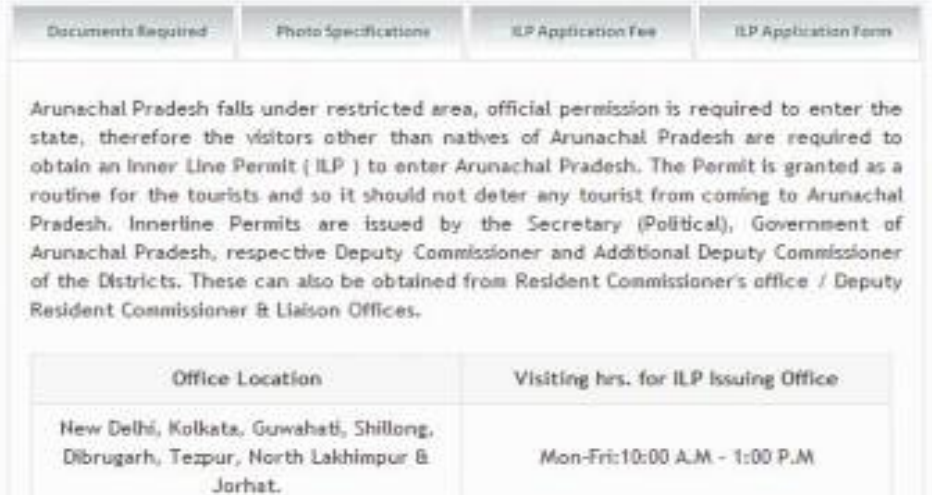 Documents Required Photo Specifications ILP Application Fee ILP Application Form
Arunachal Pradesh falls under restricted area, official permission is required to enter the
state, therefore the visitors other than natives of Arunachal Pradesh are required to
obtain an Inner Line Permit ( ILP ) to enter Arunachal Pradesh. The Permit is granted as a
routine for the tourists and so it should not deter any tourist from coming to Arunachal
Pradesh. Innerline Permits are issued by the Secretary (Political), Government of
Arunachal Pradesh, respective Deputy Commissioner and Additional Deputy Commissioner
of the Districts. These can also be obtained from Resident Commissioner's office / Deputy
Resident Commissioner & Liaison Offices.
Office Location Visiting hrs. for ILP Issuing Office
New Delhi, Kolkata, Guwahati, Shillong,
Dibrugarh, Tezpur, North Lakhimpur & Mon-Fri:10:00 A.M - 1:00 P.M
Jorhat.